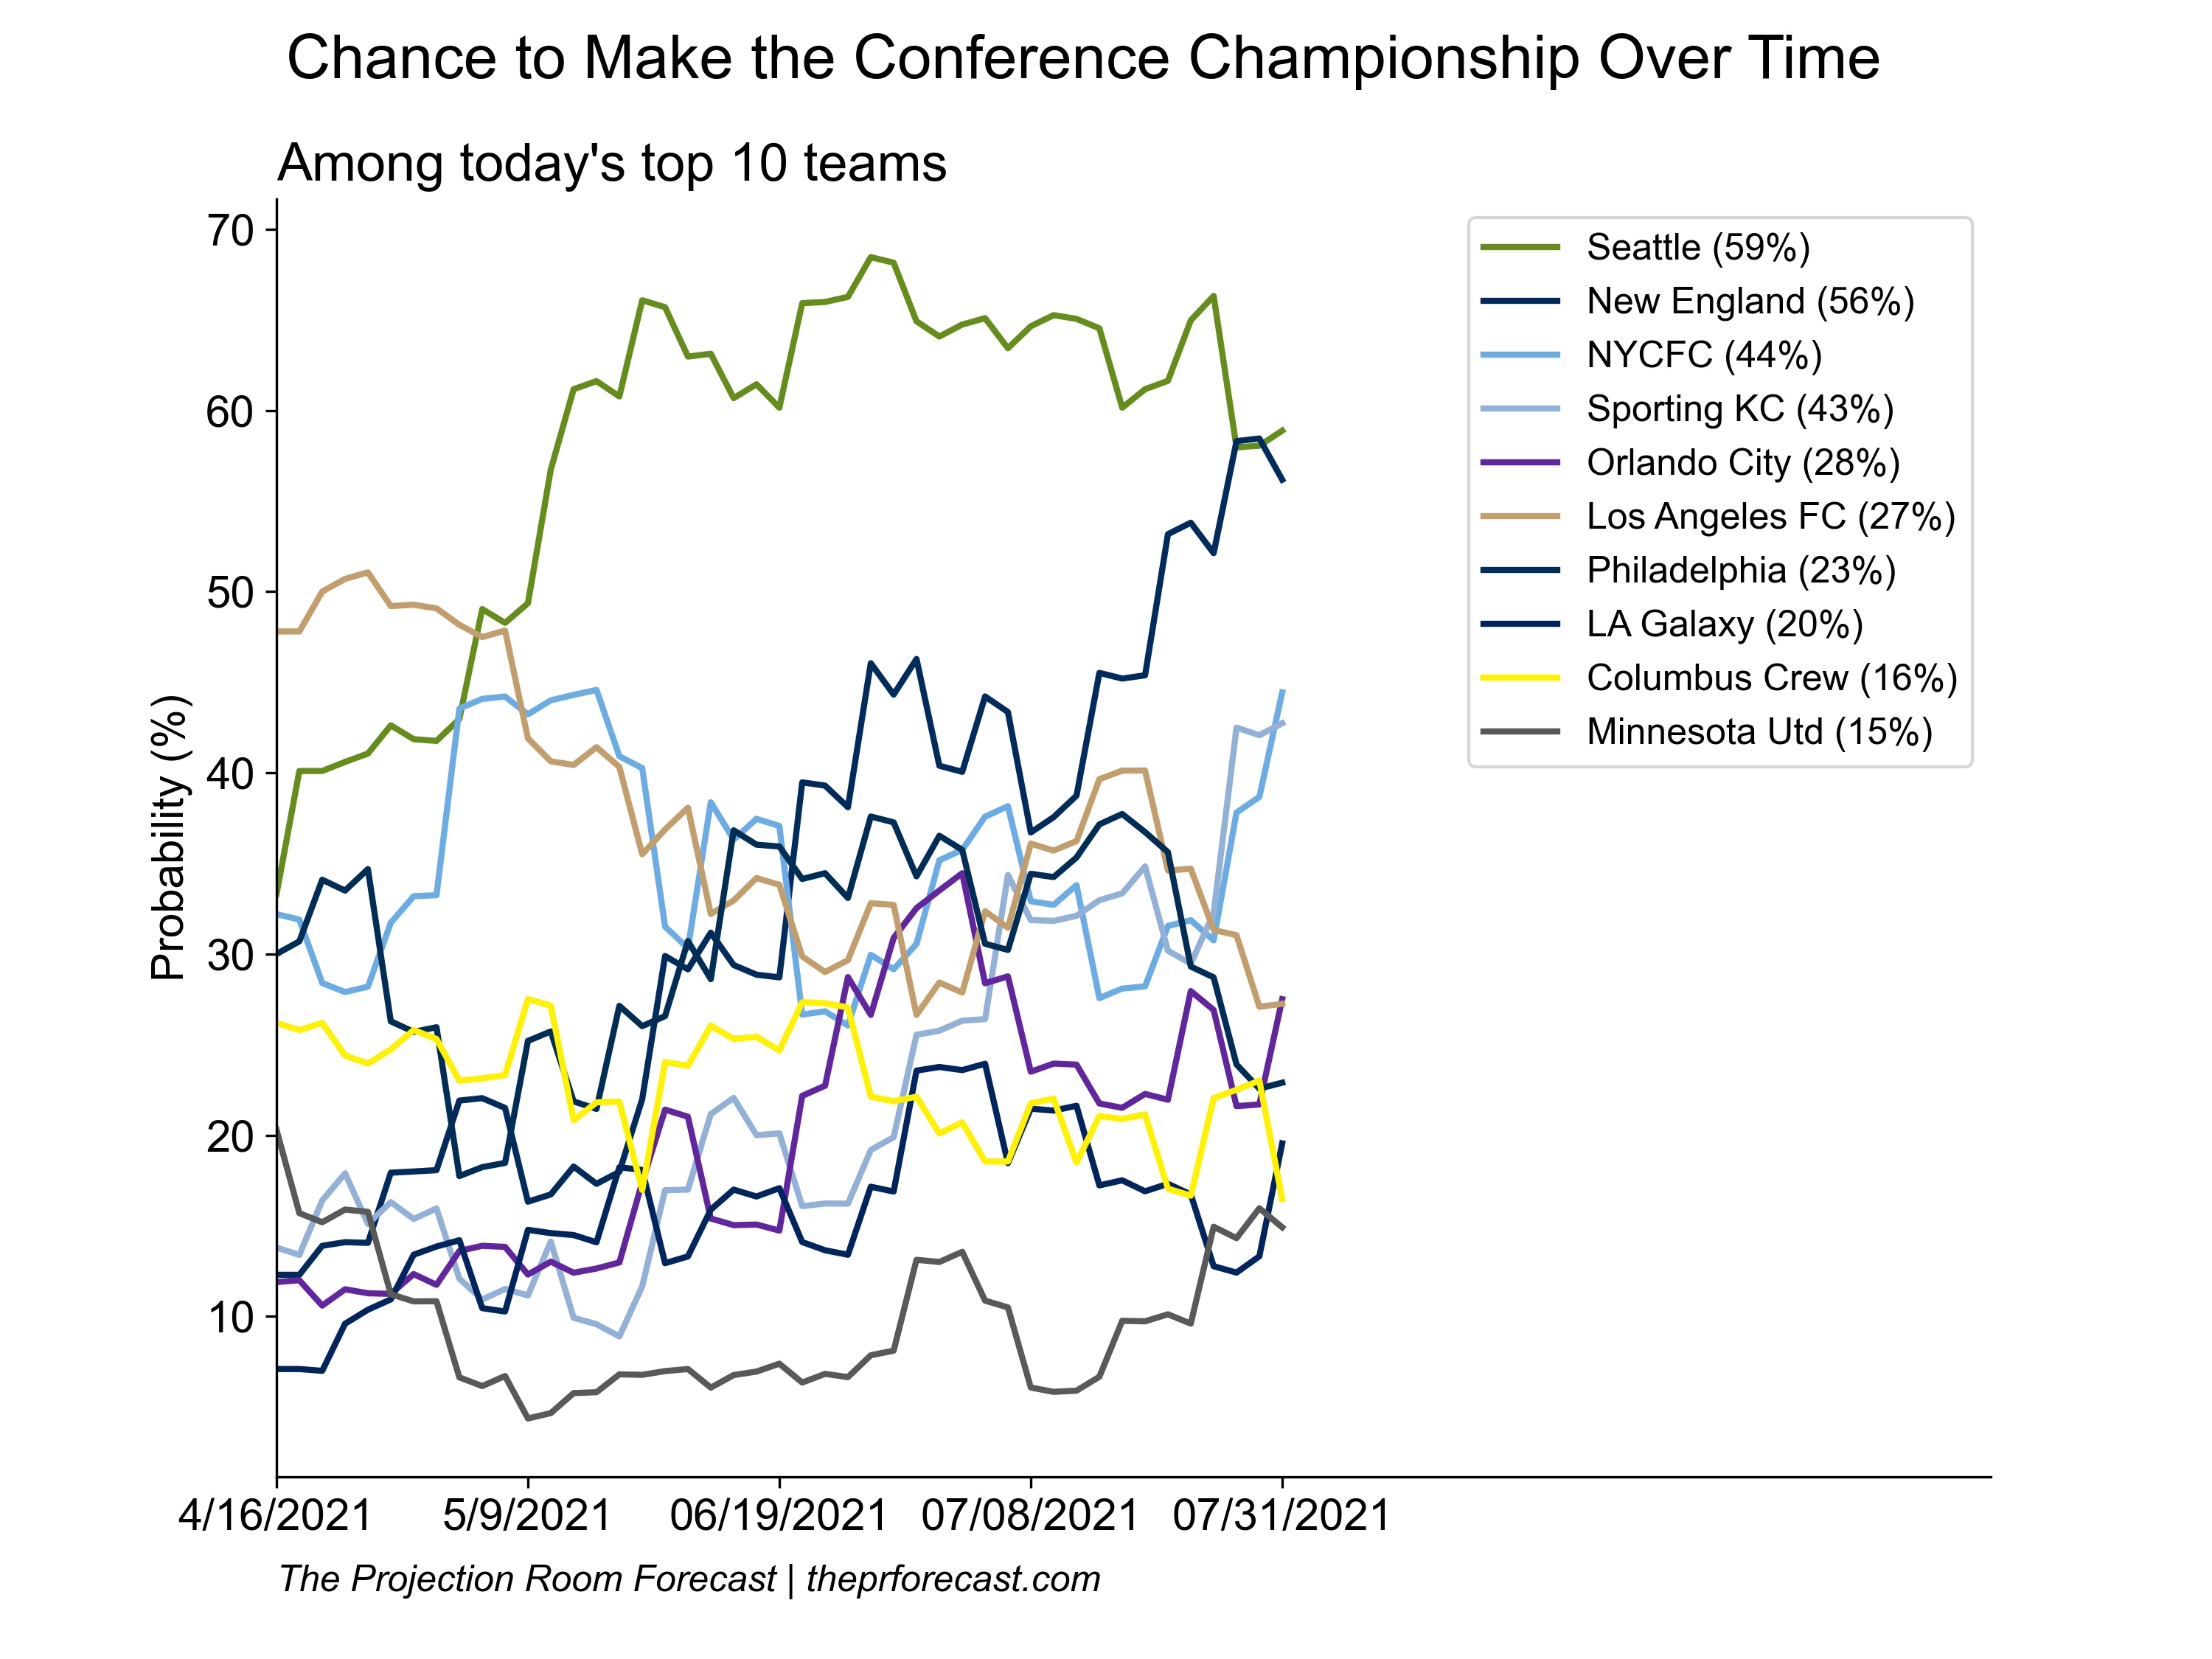 Chance to Make the Conference Championship Over Time
Among today's top 10 teams
70
60
50
40
30
20
10
Probability (%)
Seattle (59%)
New England (56%)
NYCFC (44%)
Sporting KC (43%)
Orlando City (28%)
Los Angeles FC (27%)
Philadelphia (23%)
LA Galaxy (20%)
Columbus Crew (16%)
Minnesota Utd (15%)
4/16/2021 5/9/2021 06/19/2021 07/08/2021 07/31/2021
The Projection Room Forecast | theprforecast.com